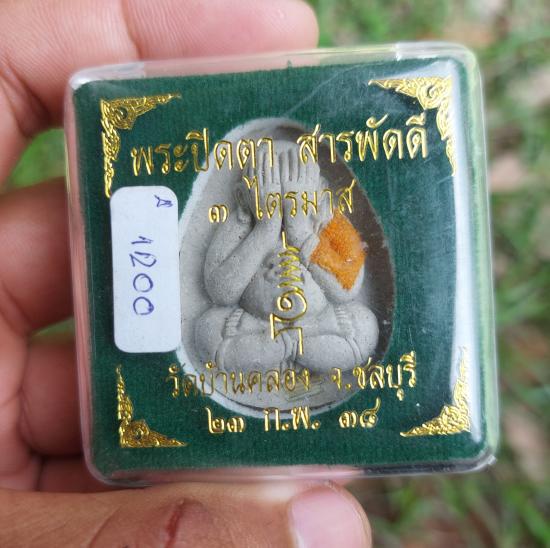 พระปิดตา สารพัดดี
๓ ไตรมาส
วัดบ้านคลอง จ.ชลบุรี
๒๓ ก.พ. ๓๘
1200